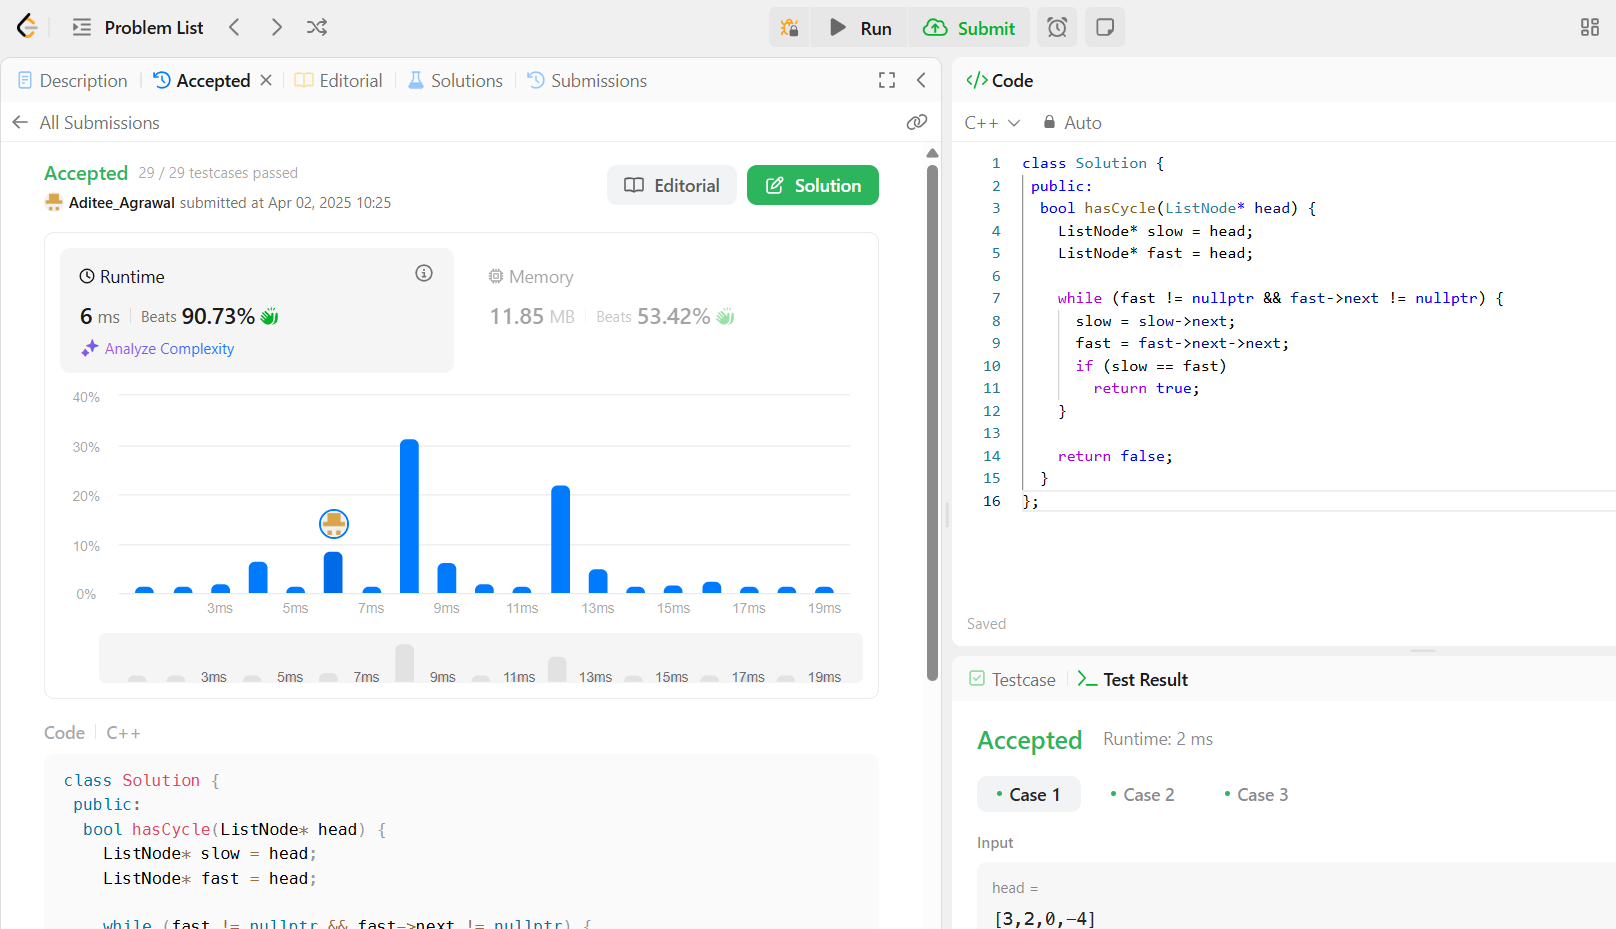 Problem List
Run
Submit
Description
Accepted
Editorial
Solutions
Submissions
All Submissions
Accepted 29 / 29 testcases passed
Aditee_Agrawal submitted at Apr 02, 2025 10:25
Editorial
Solution
Runtime
6 ms Beats 90.73%
Analyze Complexity
Memory
11.85 MB Beats 53.42%
40%
30%
20%
10%
0%
3ms 5ms 7ms 9ms 11ms 13ms 15ms 17ms 19ms
3ms 5ms 7ms 9ms 11ms 13ms 15ms 17ms 19ms
Code C++
class Solution {
public:
bool hasCycle(ListNode* head) {
ListNode* slow = head;
ListNode* fast = head;
while (fast != nullptr && fast->next != nullptr) {
</> Code
C++ Auto
1 class Solution {
2 public:
3 bool hasCycle(ListNode* head) {
4 ListNode* slow = head;
5 ListNode* fast = head;
6
7 while (fast != nullptr && fast->next != nullptr) {
8 slow = slow->next;
9 fast = fast->next->next;
10 if (slow == fast)
11 return true;
12 }
13
14 return false;
15 }
16 };
Saved
Testcase
Test Result
Accepted Runtime: 2 ms
Case 1
Case 2
Case 3
Input
head =
[3,2,0,-4]